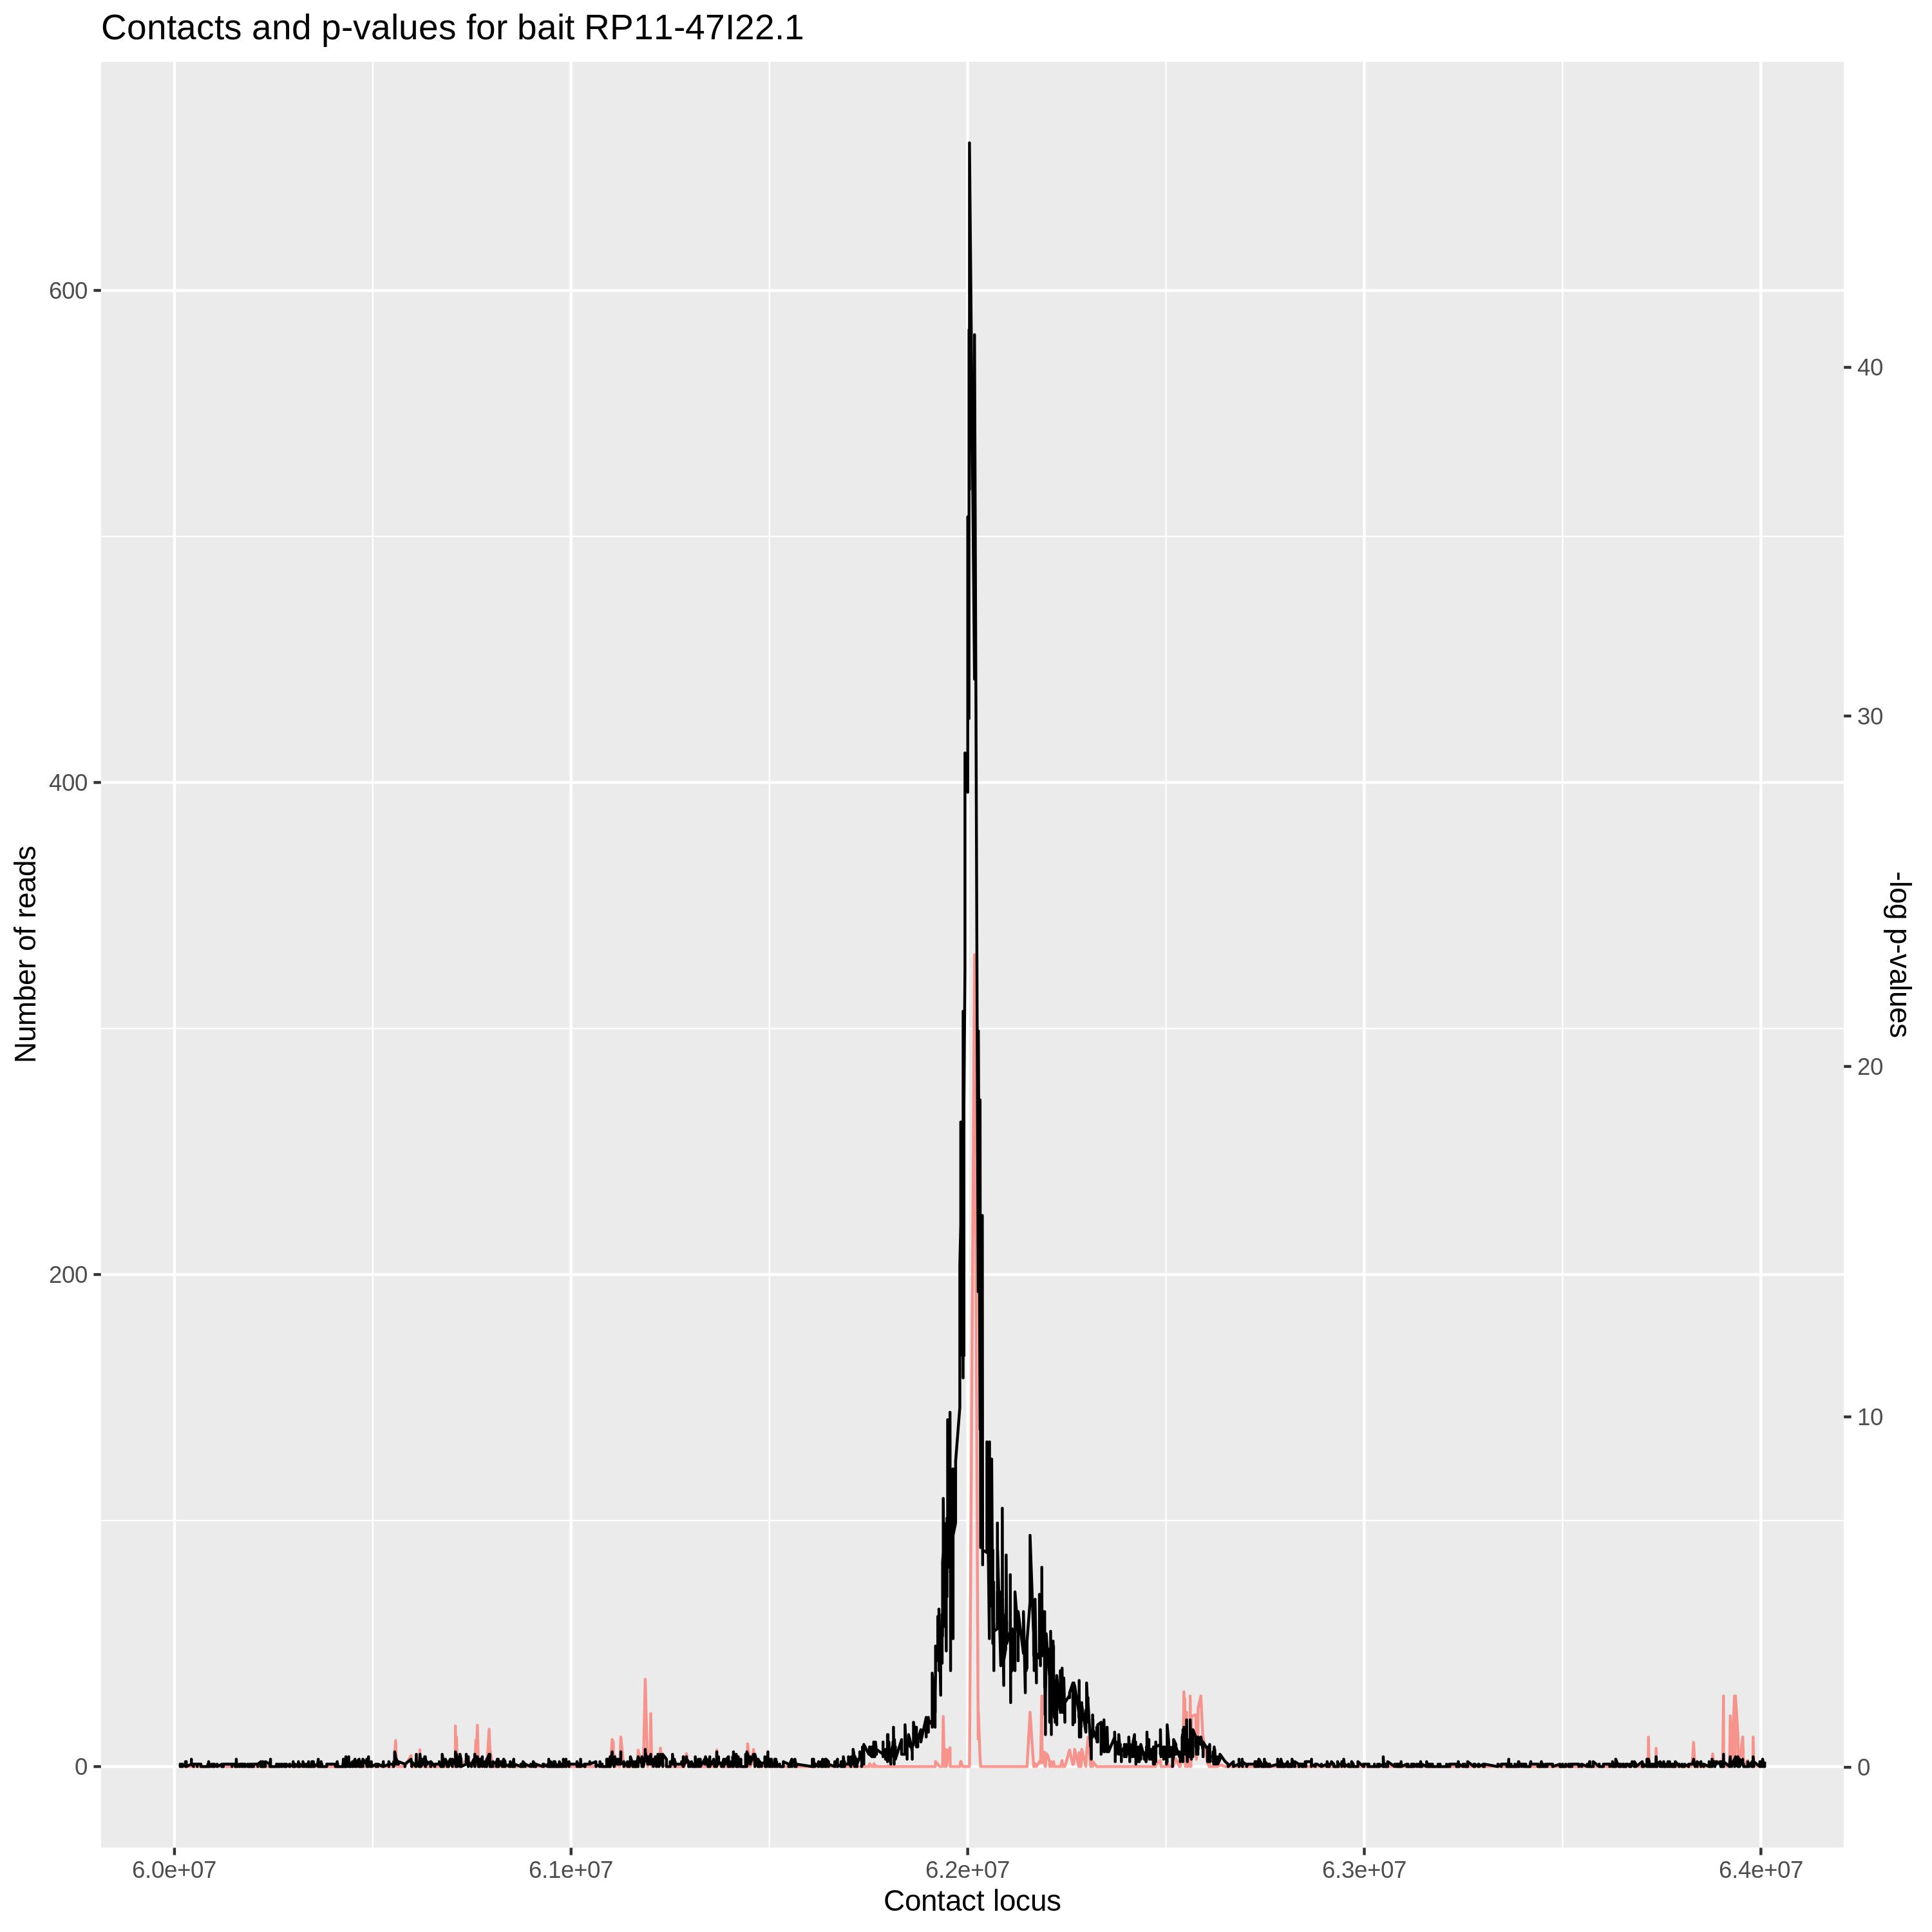 Contacts and p-values for bait RP11-47I22.1
600
400
200
0
Number of reads
40
30
20
10
0
-log p-values
6.0e+07
6.1e+07
6.2e+07
6.3e+07
6.4e+07
Contact locus